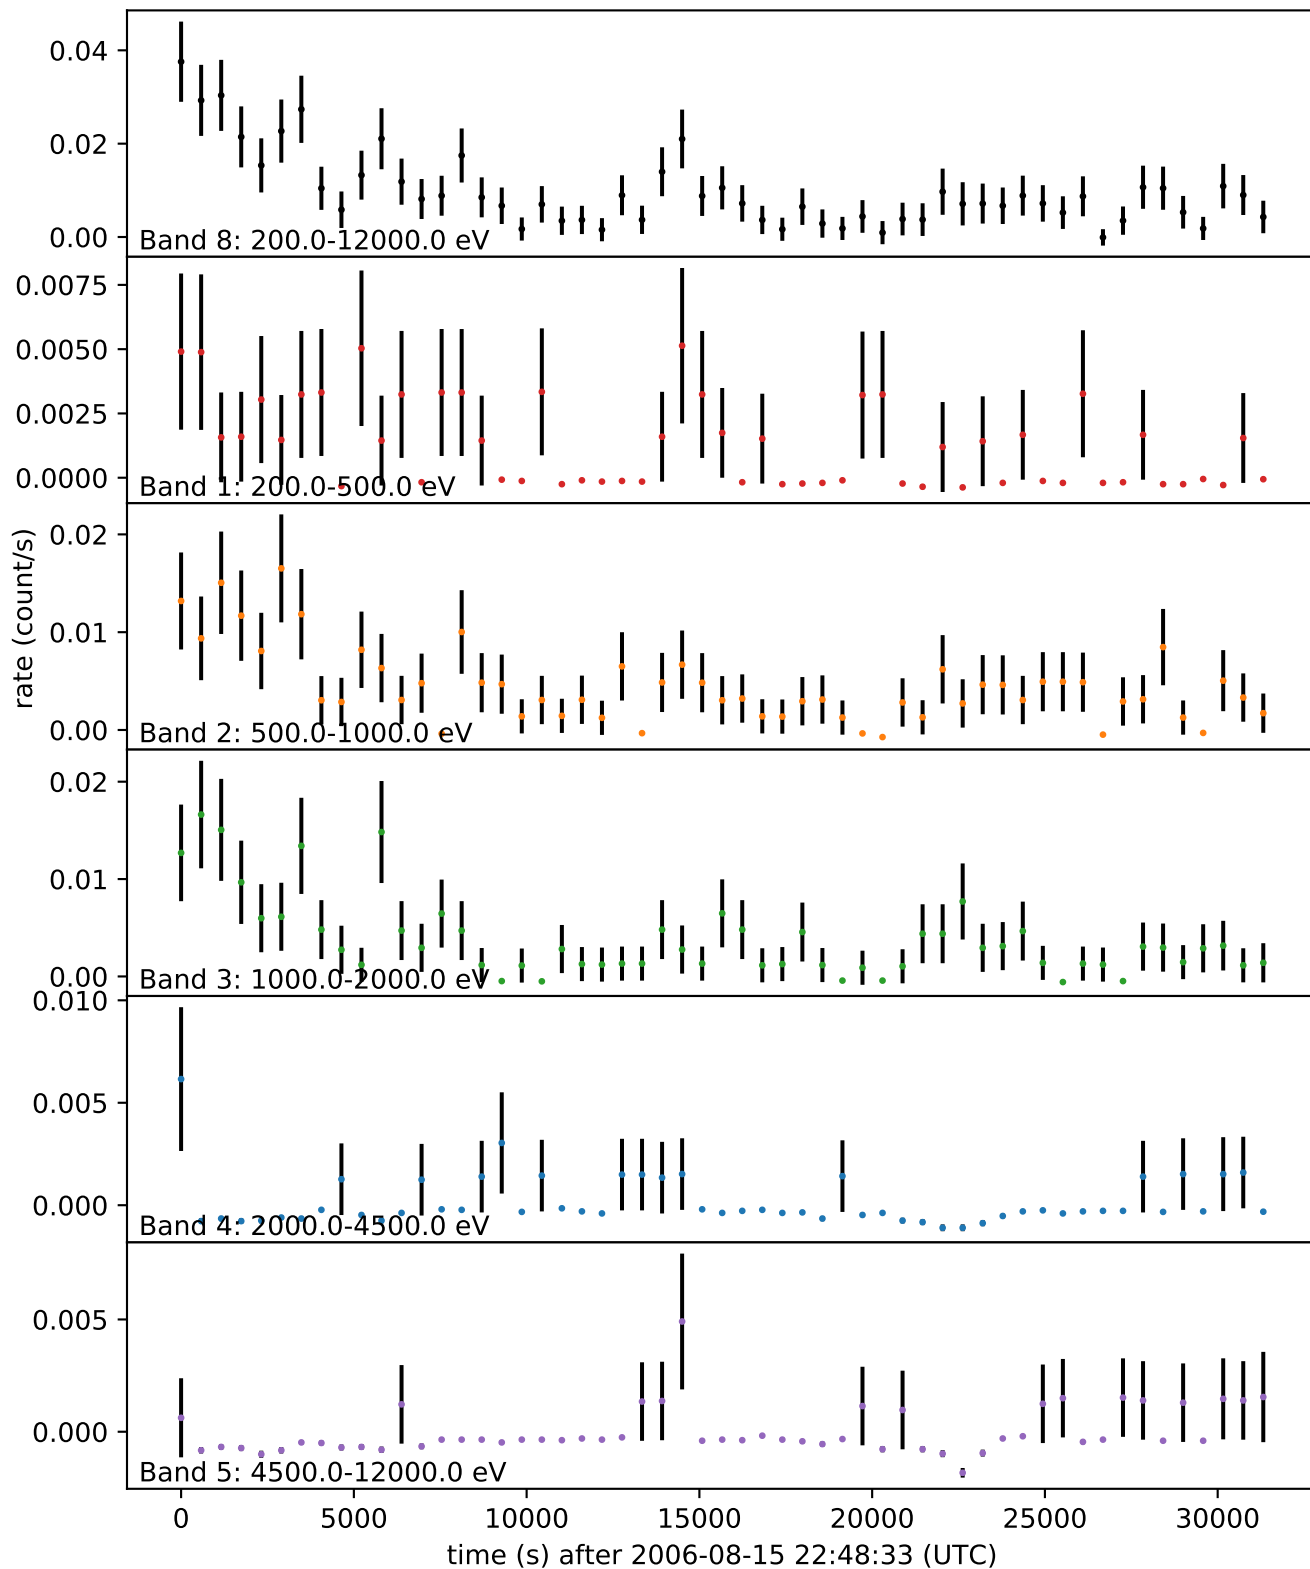 0.04
0.02
0.00
Band 8: 200.0-12000.0 eV
0.0075
0.0050
0.0025
0.0000
Band 1: 200.0-500.0 eV
rate (count/s)
0.02
0.01
0.00
Band 2: 500.0-1000.0 eV
0.02
0.01
0.00
Band 3: 1000.0-2000.0 eV
0.010
0.005
0.000
Band 4: 2000.0-4500.0 eV
0.005
0.000
Band 5: 4500.0-12000.0 eV
0 5000 10000 15000 20000 25000 30000
time (s) after 2006-08-15 22:48:33 (UTC)